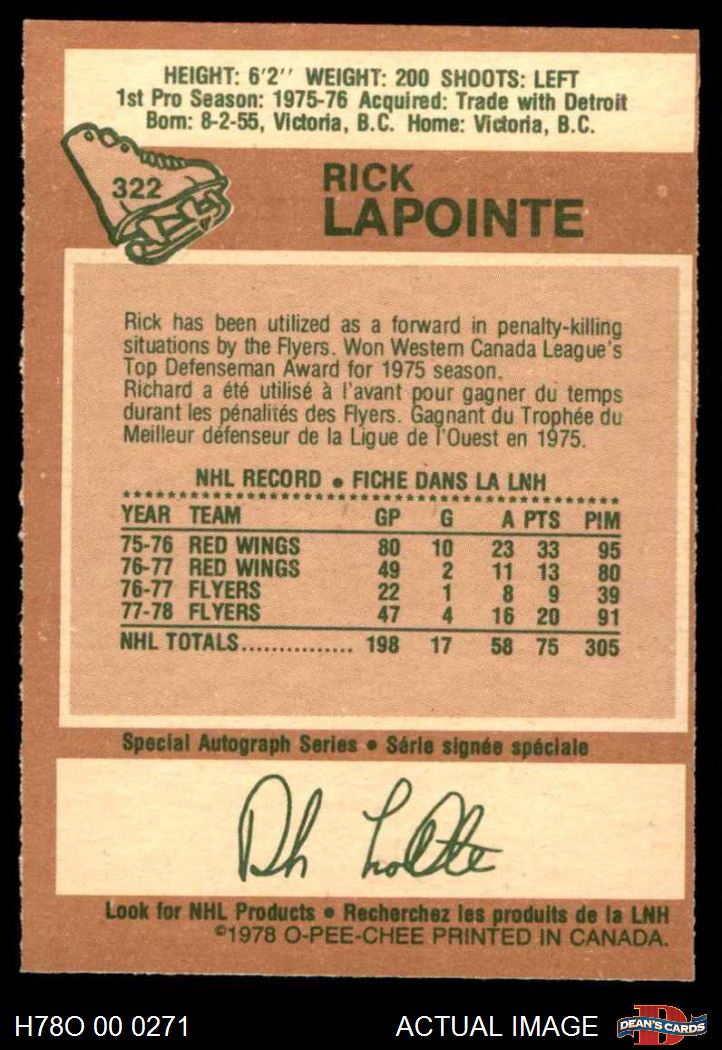 HEIGHT: 6'2'' WEIGHT: 200 SHOOTS: LEFT
1st Pro Season: 1975-76 Acquired: Trade with Detroit
Born: 8-2-55, Victoria, B.C. Home: Victoria, B.C.
322
RICK
LAPOINTE
Rick has been utilized as a forward in penalty-killing
situations by the Flyers. Won Western Canada League's
Top Defenseman Award for 1975 season.
Richard a été utilisé à l'avant pour gagner du temps
durant les pénalités des Flyers. Gagnant du Trophée du
Meilleur défenseur de la Ligue de l'Ouest en 1975.
NHL RECORD • FICHE DANS LA LNH
YEAR TEAM GP G A PTS PIM
75-76 RED WINGS 80 10 23 33 95
76-77 RED WINGS 49 2 11 13 80
76-77 FLYERS 22 1 8 9 39
77-78 FLYERS 47 4 16 20 91
NHL TOTALS................ 198 17 58 75 305
Special Autograph Series • Série signée spéciale
Look for NHL Products • Recherchez les produits de la LNH
©1978 O-PEE-CHEE PRINTED IN CANADA.
H78O 00 0271 ACTUAL IMAGE D DEAN'S CARDS